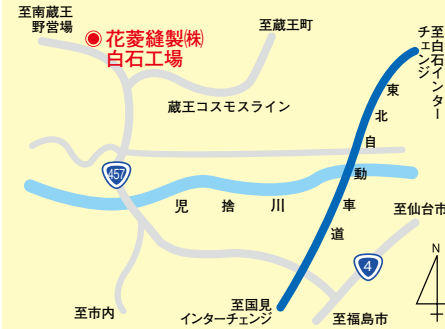 至南蔵王
野営場
花菱縫製㈱
白石工場
至蔵王町
至白石インター
チェンジ
蔵王コスモスライン
東北自動車道
457
児捨川
至仙台市
4
N
至市内
至国見
インターチェンジ
至福島市